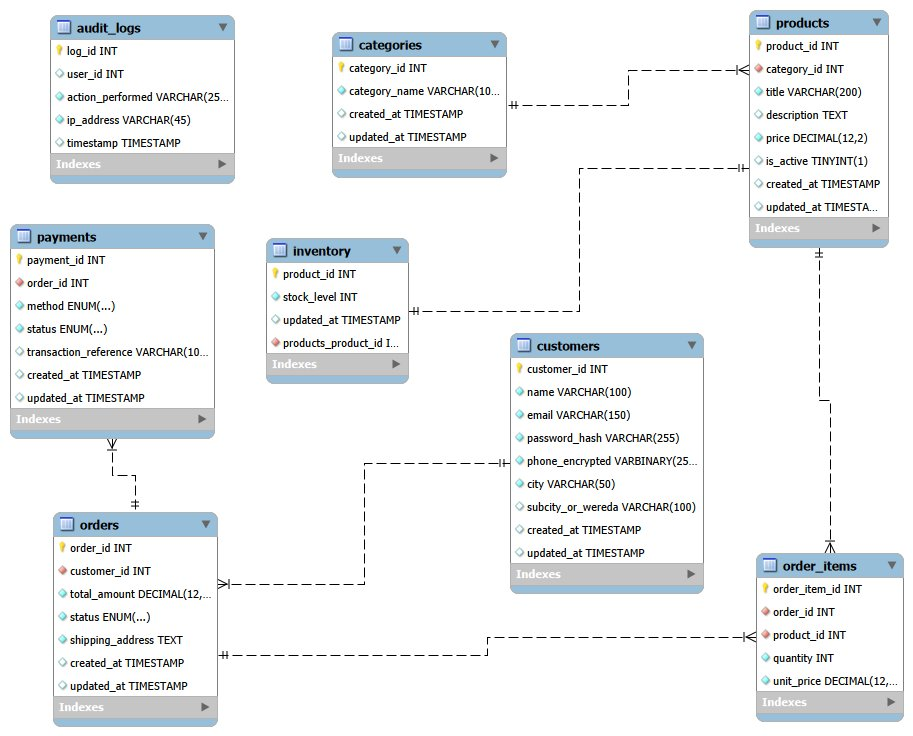 audit_logs
log_id INT
user_id INT
action_performed VARCHAR(25...
ip_address VARCHAR(45)
timestamp TIMESTAMP
Indexes
categories
category_id INT
category_name VARCHAR(10...
created_at TIMESTAMP
updated_at TIMESTAMP
Indexes
products
product_id INT
category_id INT
title VARCHAR(200)
description TEXT
price DECIMAL(12,2)
is_active TINYINT(1)
created_at TIMESTAMP
updated_at TIMESTA...
Indexes
payments
payment_id INT
order_id INT
method ENUM(...)
status ENUM(...)
transaction_reference VARCHAR(10...
created_at TIMESTAMP
updated_at TIMESTAMP
Indexes
inventory
product_id INT
stock_level INT
updated_at TIMESTAMP
products_product_id I...
Indexes
customers
customer_id INT
name VARCHAR(100)
email VARCHAR(150)
password_hash VARCHAR(255)
phone_encrypted VARBINARY(25...
city VARCHAR(50)
subcity_or_wereda VARCHAR(100)
created_at TIMESTAMP
updated_at TIMESTAMP
Indexes
orders
order_id INT
customer_id INT
total_amount DECIMAL(12,...
status ENUM(...)
shipping_address TEXT
created_at TIMESTAMP
updated_at TIMESTAMP
Indexes
order_items
order_item_id INT
order_id INT
product_id INT
quantity INT
unit_price DECIMAL(12,...
Indexes